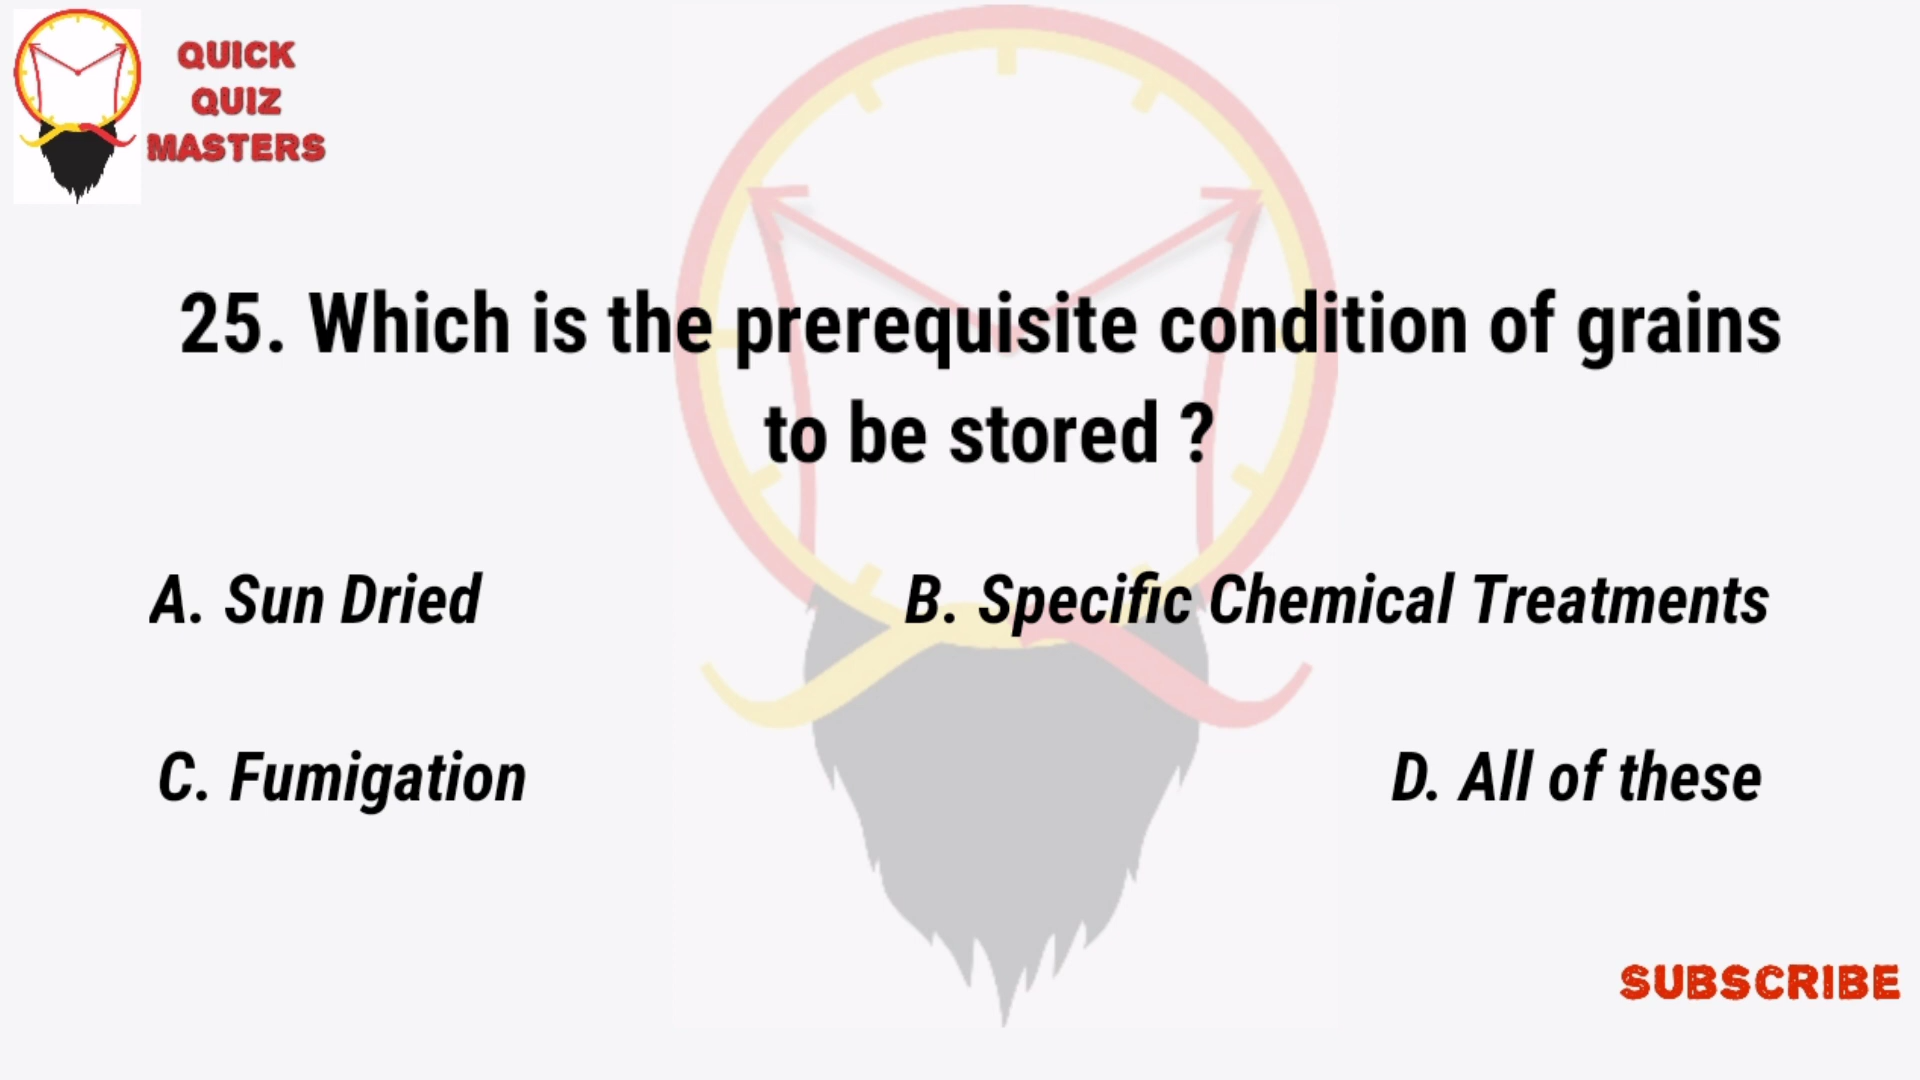 QUICK
QUIZ
MASTERS
25. Which is the prerequisite condition of grains
to be stored ?
A. Sun Dried
B. Specific Chemical Treatments
C. Fumigation
D. All of these
SUBSCRIBE